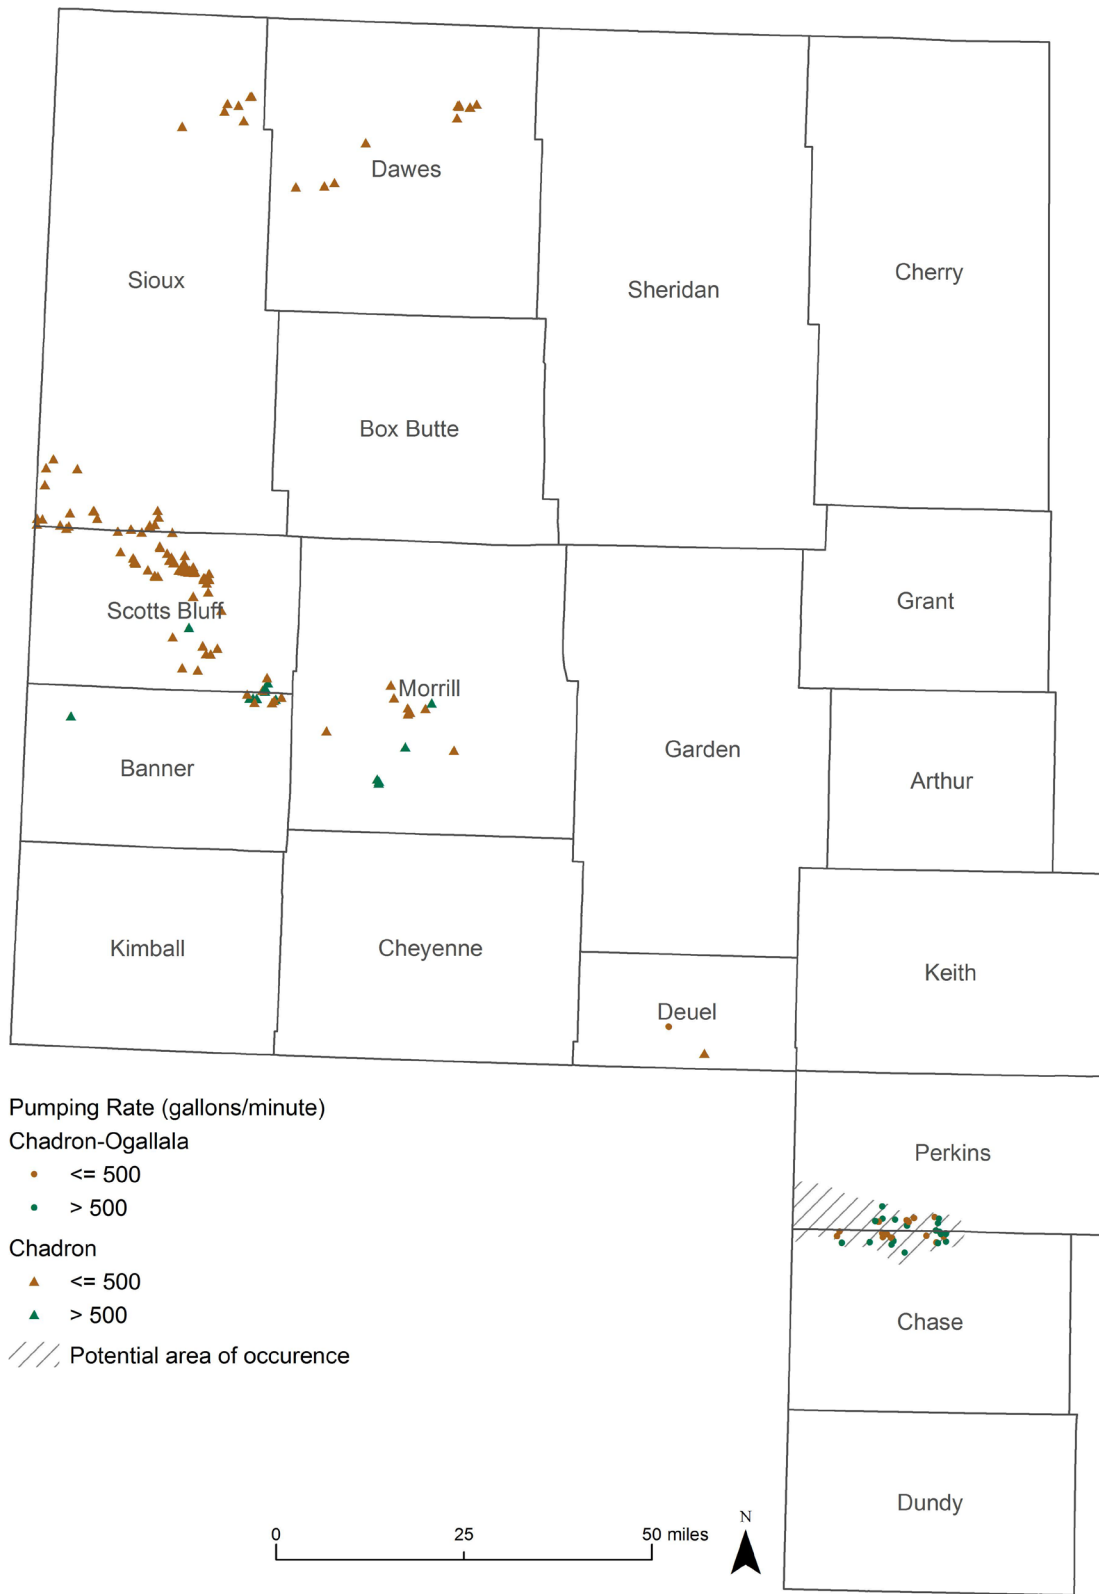 Dawes
Sioux
Sheridan
Cherry
Box Butte
Scotts Bluff
Grant
Morrill
Garden
Banner
Arthur
Kimball
Cheyenne
Keith
Deuel
Pumping Rate (gallons/minute)
Chadron-Ogallala
<= 500
> 500
Chadron
<= 500
> 500
Potential area of occurence
Perkins
Chase
Dundy
0 25 50 miles
N